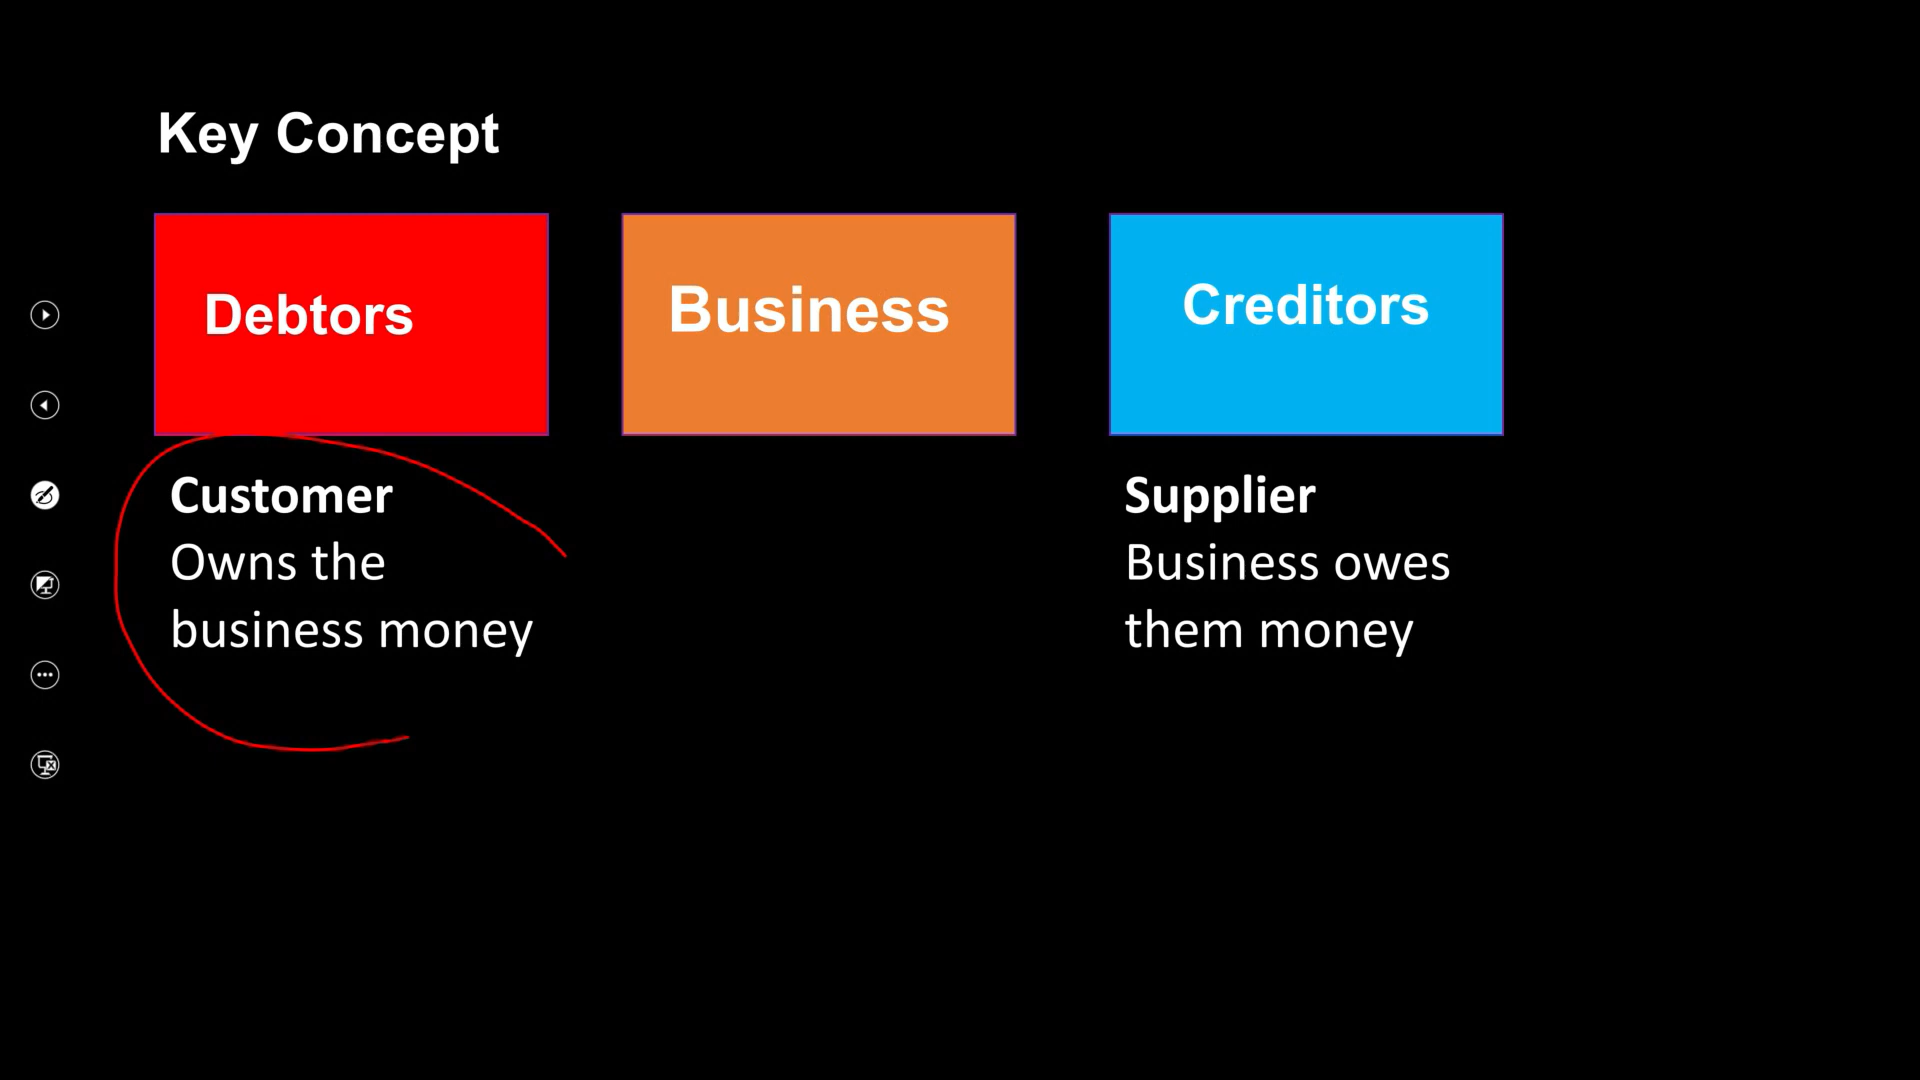 Key Concept
Debtors
Business
Creditors
Customer
Owns the
business money
Supplier
Business owes
them money